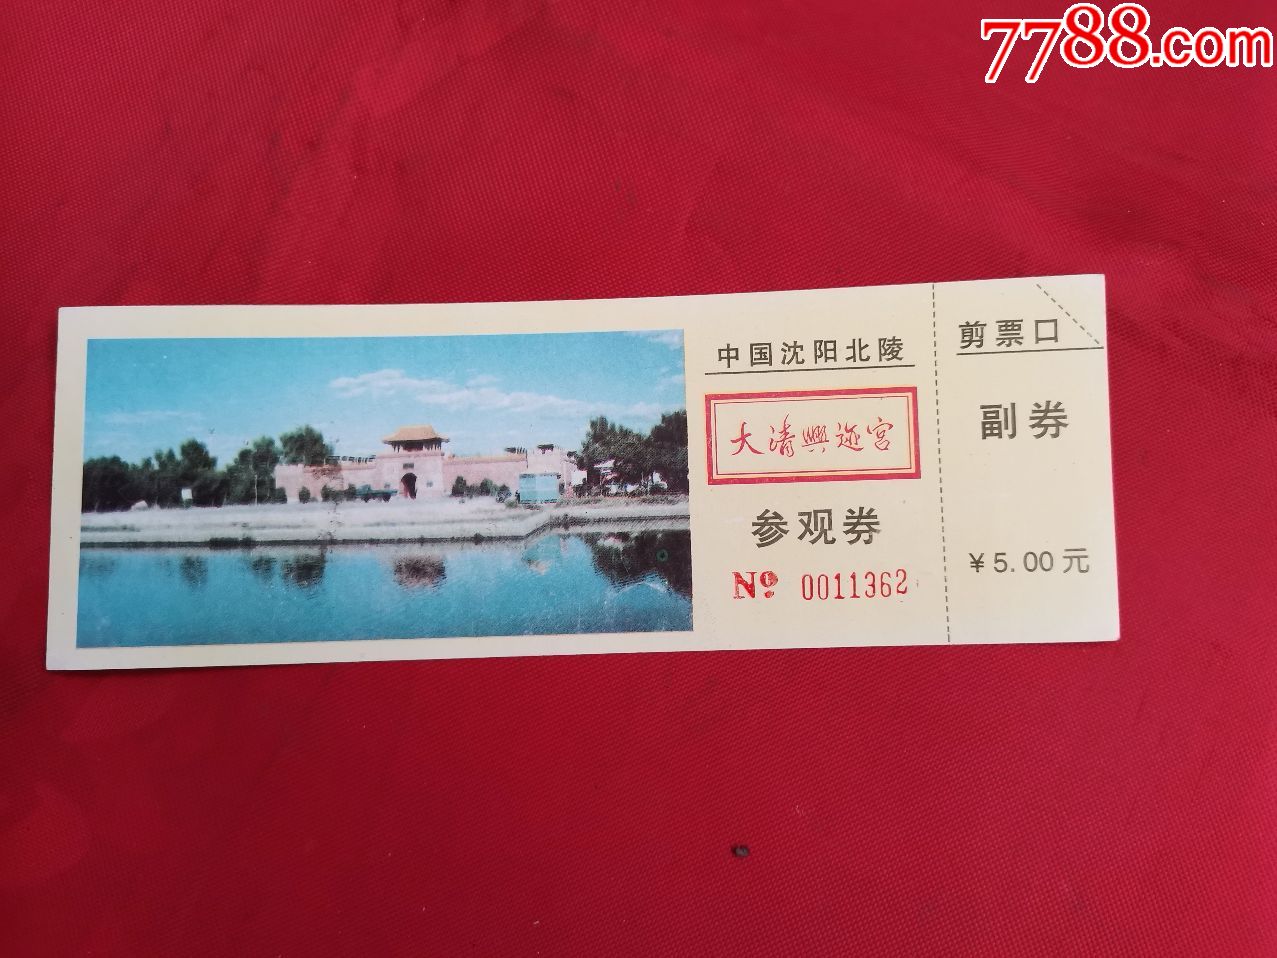 7788.com
中国沈阳北陵
大清興迹宫
参观券
№ 0011362
剪票口
副券
¥5.00元